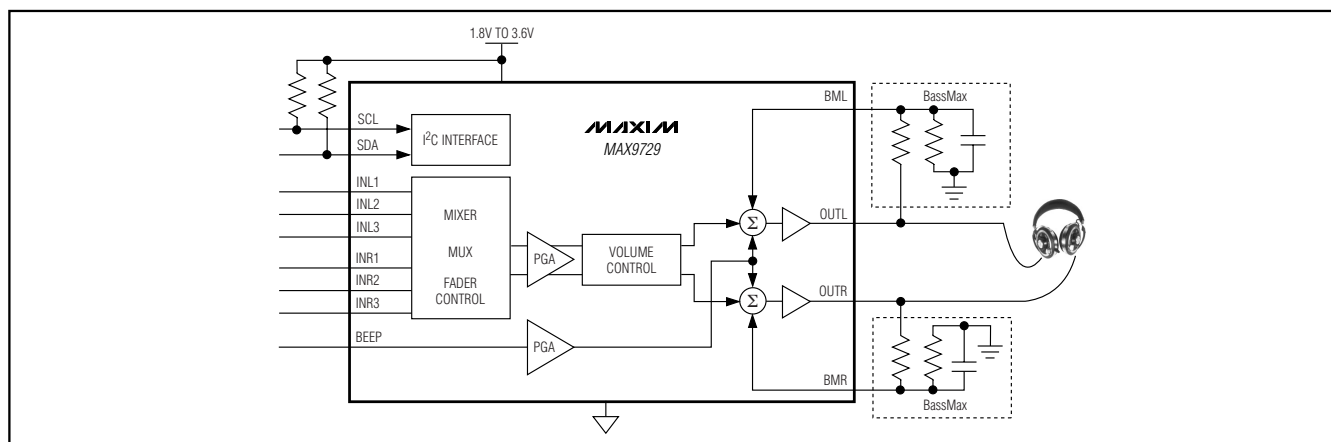 1.8V TO 3.6V
SCL
SDA
I²C INTERFACE
MAXIM
MAX9729
BML
BassMax
INL1
INL2
INL3
INR1
INR2
INR3
BEEP
MIXER
MUX
FADER
CONTROL
PGA
VOLUME
CONTROL
PGA
Σ
Σ
OUTL
OUTR
BMR
BassMax